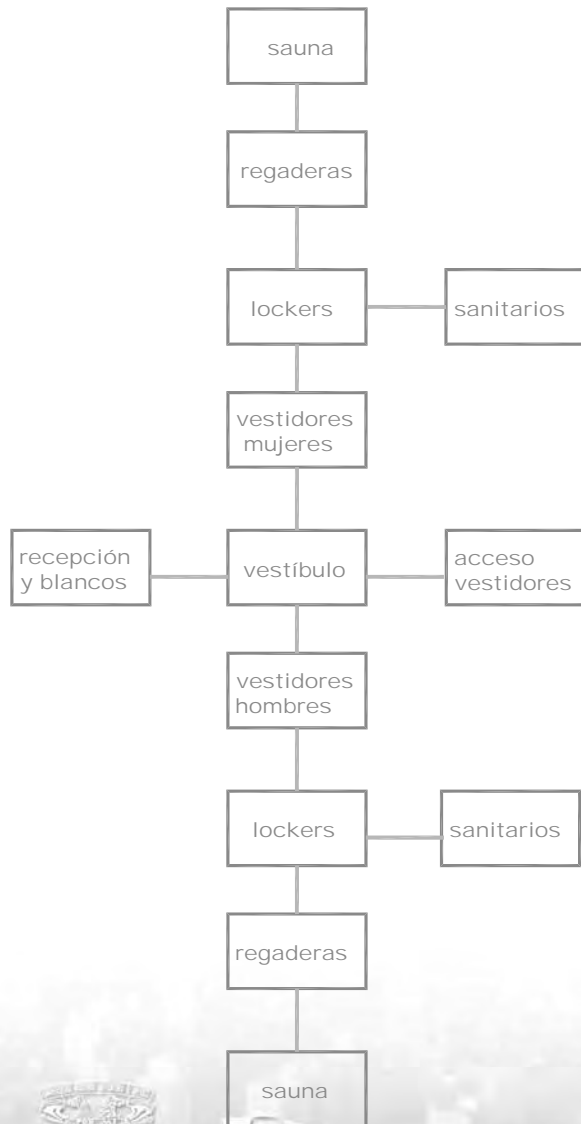 sauna
regaderas
lockers
sanitarios
vestidores
mujeres
recepción
y blancos
vestíbulo
acceso
vestidores
vestidores
hombres
lockers
sanitarios
regaderas
sauna